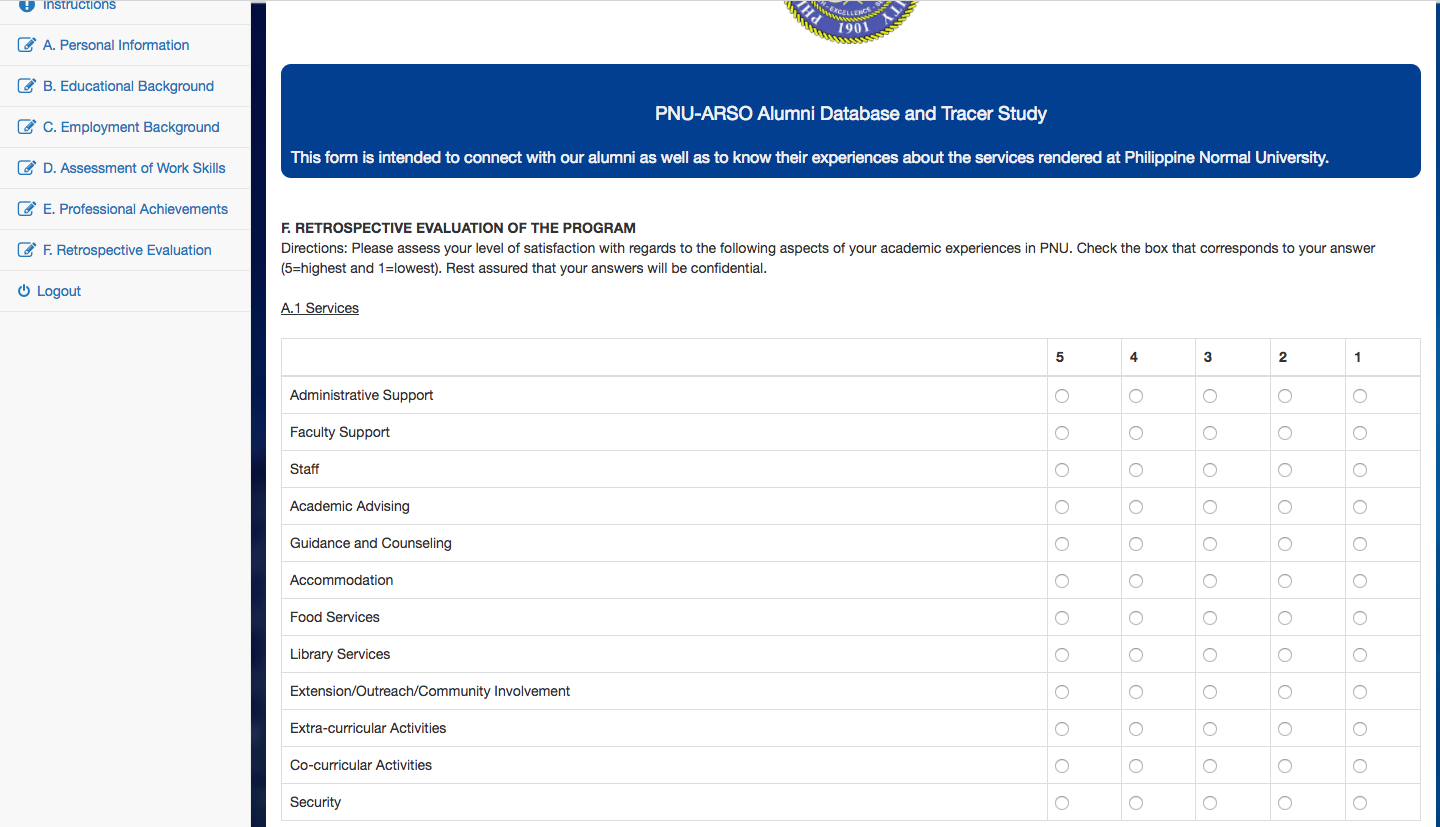 Instructions
A. Personal Information
B. Educational Background
C. Employment Background
D. Assessment of Work Skills
E. Professional Achievements
F. Retrospective Evaluation
Logout
EXCELLENCE
1901
PNU-ARSO Alumni Database and Tracer Study
This form is intended to connect with our alumni as well as to know their experiences about the services rendered at Philippine Normal University.
F. RETROSPECTIVE EVALUATION OF THE PROGRAM
Directions: Please assess your level of satisfaction with regards to the following aspects of your academic experiences in PNU. Check the box that corresponds to your answer
(5=highest and 1=lowest). Rest assured that your answers will be confidential.
A.1 Services
5 4 3 2 1
Administrative Support
Faculty Support
Staff
Academic Advising
Guidance and Counseling
Accommodation
Food Services
Library Services
Extension/Outreach/Community Involvement
Extra-curricular Activities
Co-curricular Activities
Security